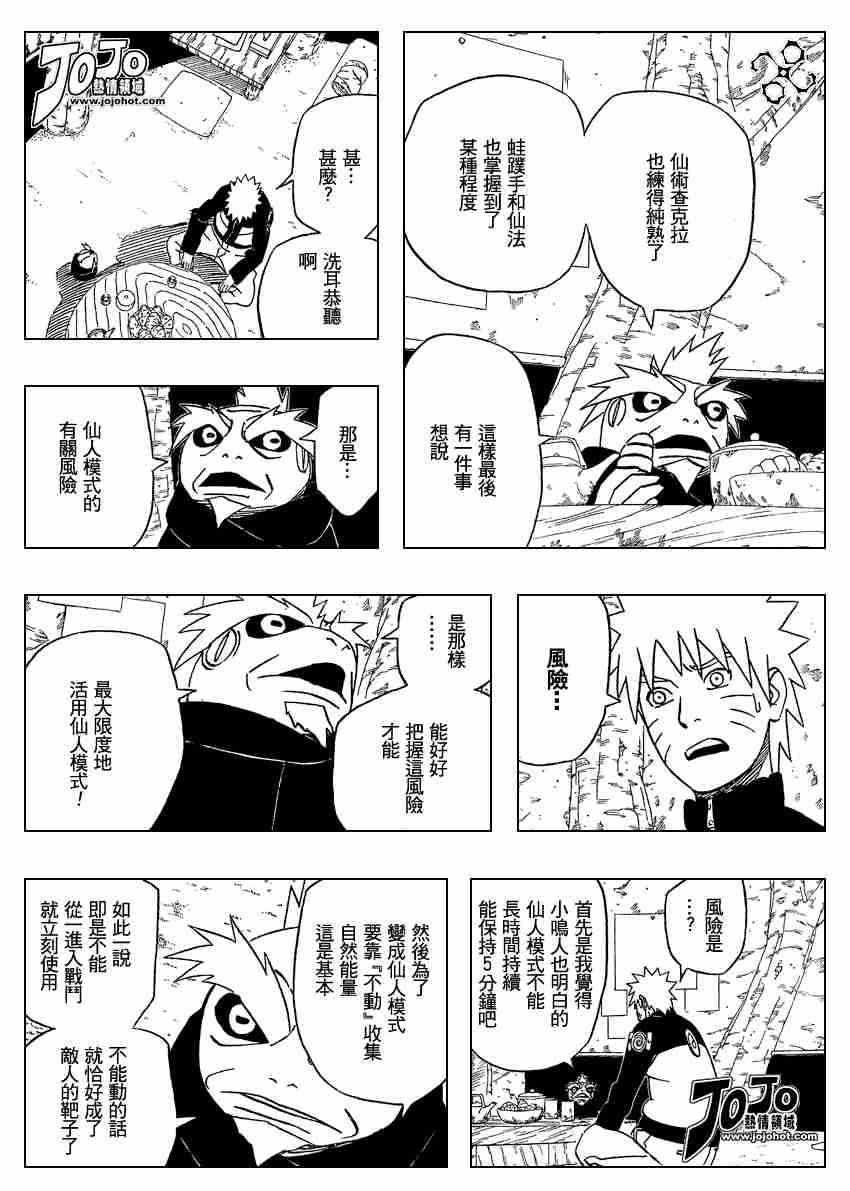 仙術查克拉
也練得純熟了
蛙蹼手和仙法
也掌握到了
某種程度
這樣最後
有一件事
想說
JOJO
熱情領域
www.jojohot.com
甚…
甚麼？
洗耳恭聽
啊
那是…
仙人模式的
有關風險
風險…
是那樣
……
能好好
把握這風險
才能
最大限度地
活用仙人模式！
風險是
…？
首先是我覺得
小鳴人也明白的
仙人模式不能
長時間持續
能保持5分鐘吧
JOJO
熱情領域
www.jojohot.com
然後為了
變成仙人模式
要靠『不動』收集
自然能量
這是基本
如此一說
即是不能
從一進入戰鬥
就立刻使用
不能動的話
就恰好成了
敵人的靶子了